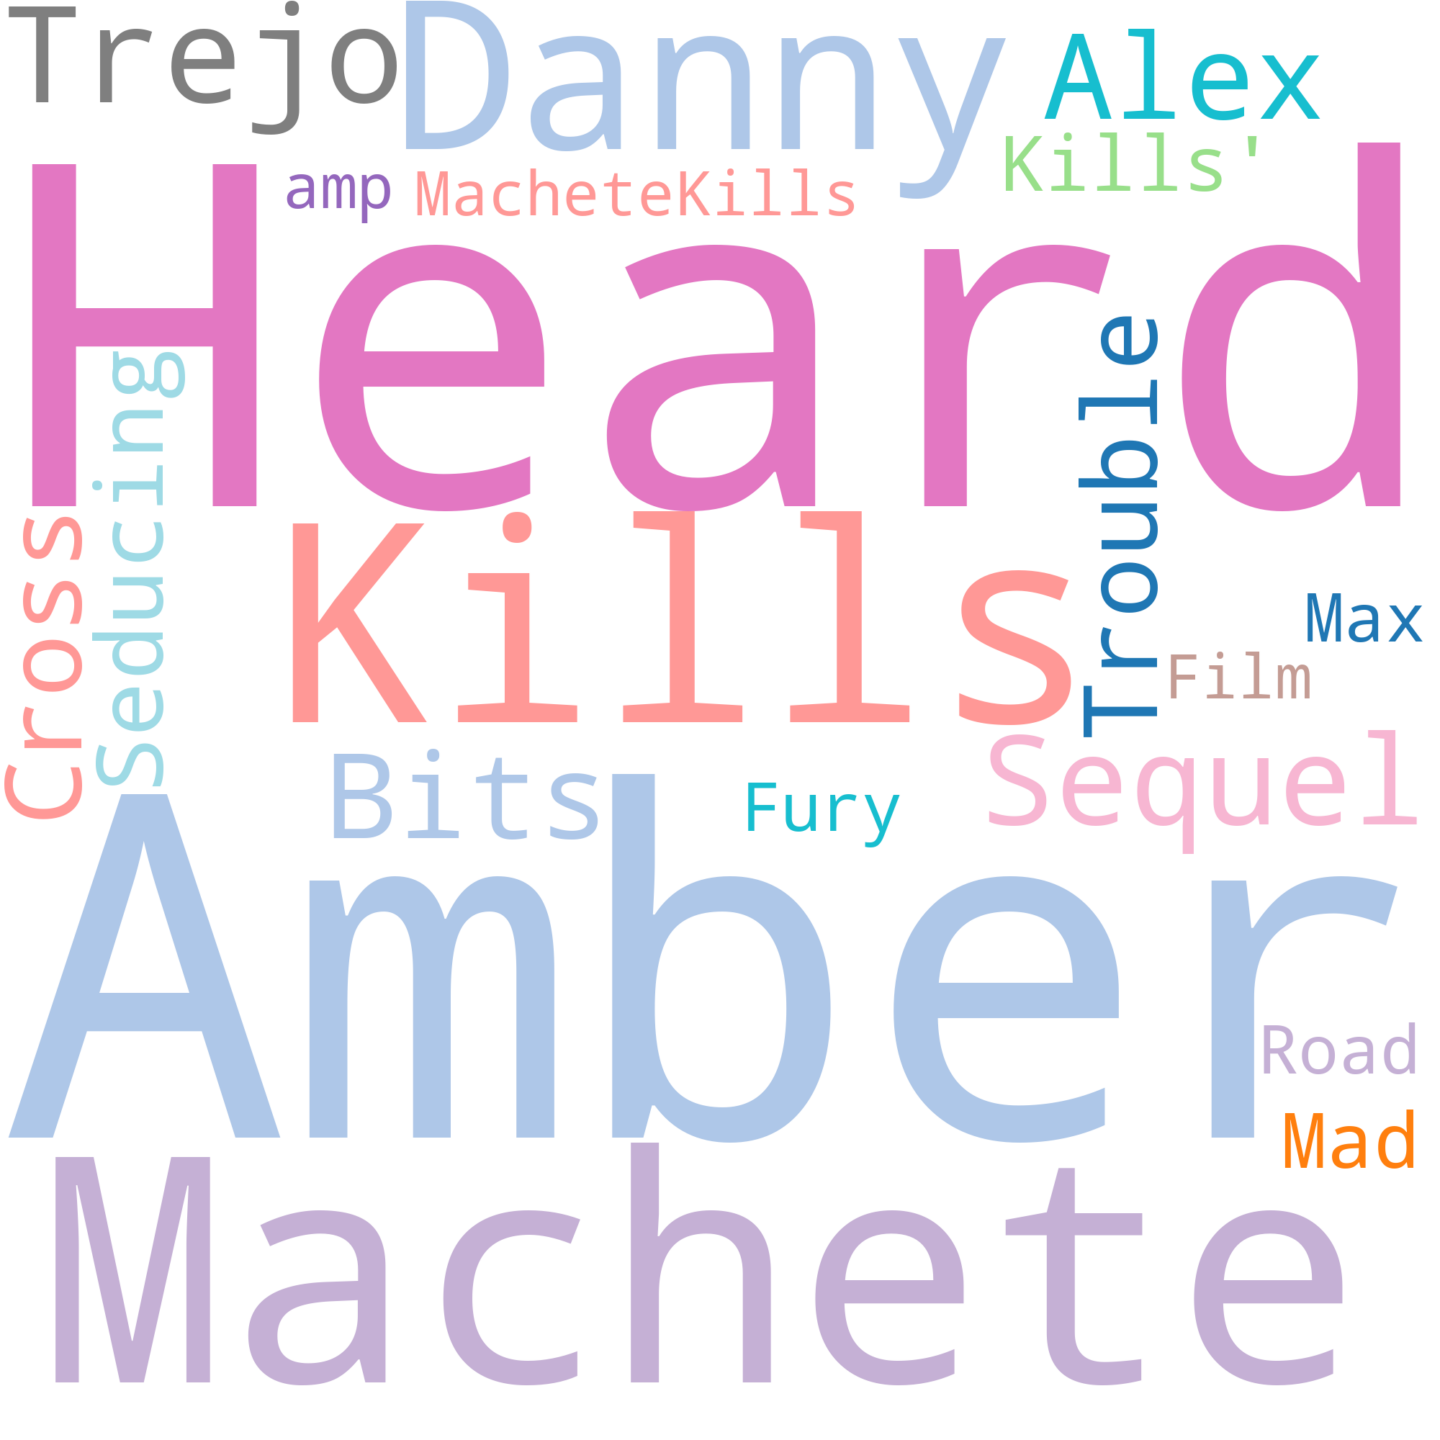 Trejo Danny Alex
Kills'
amp MacheteKills
Heard
Trouble
Seducing
Cross
Kills
Max
Film
Sequel
Bits
Fury
Amber
Road
Mad
Machete